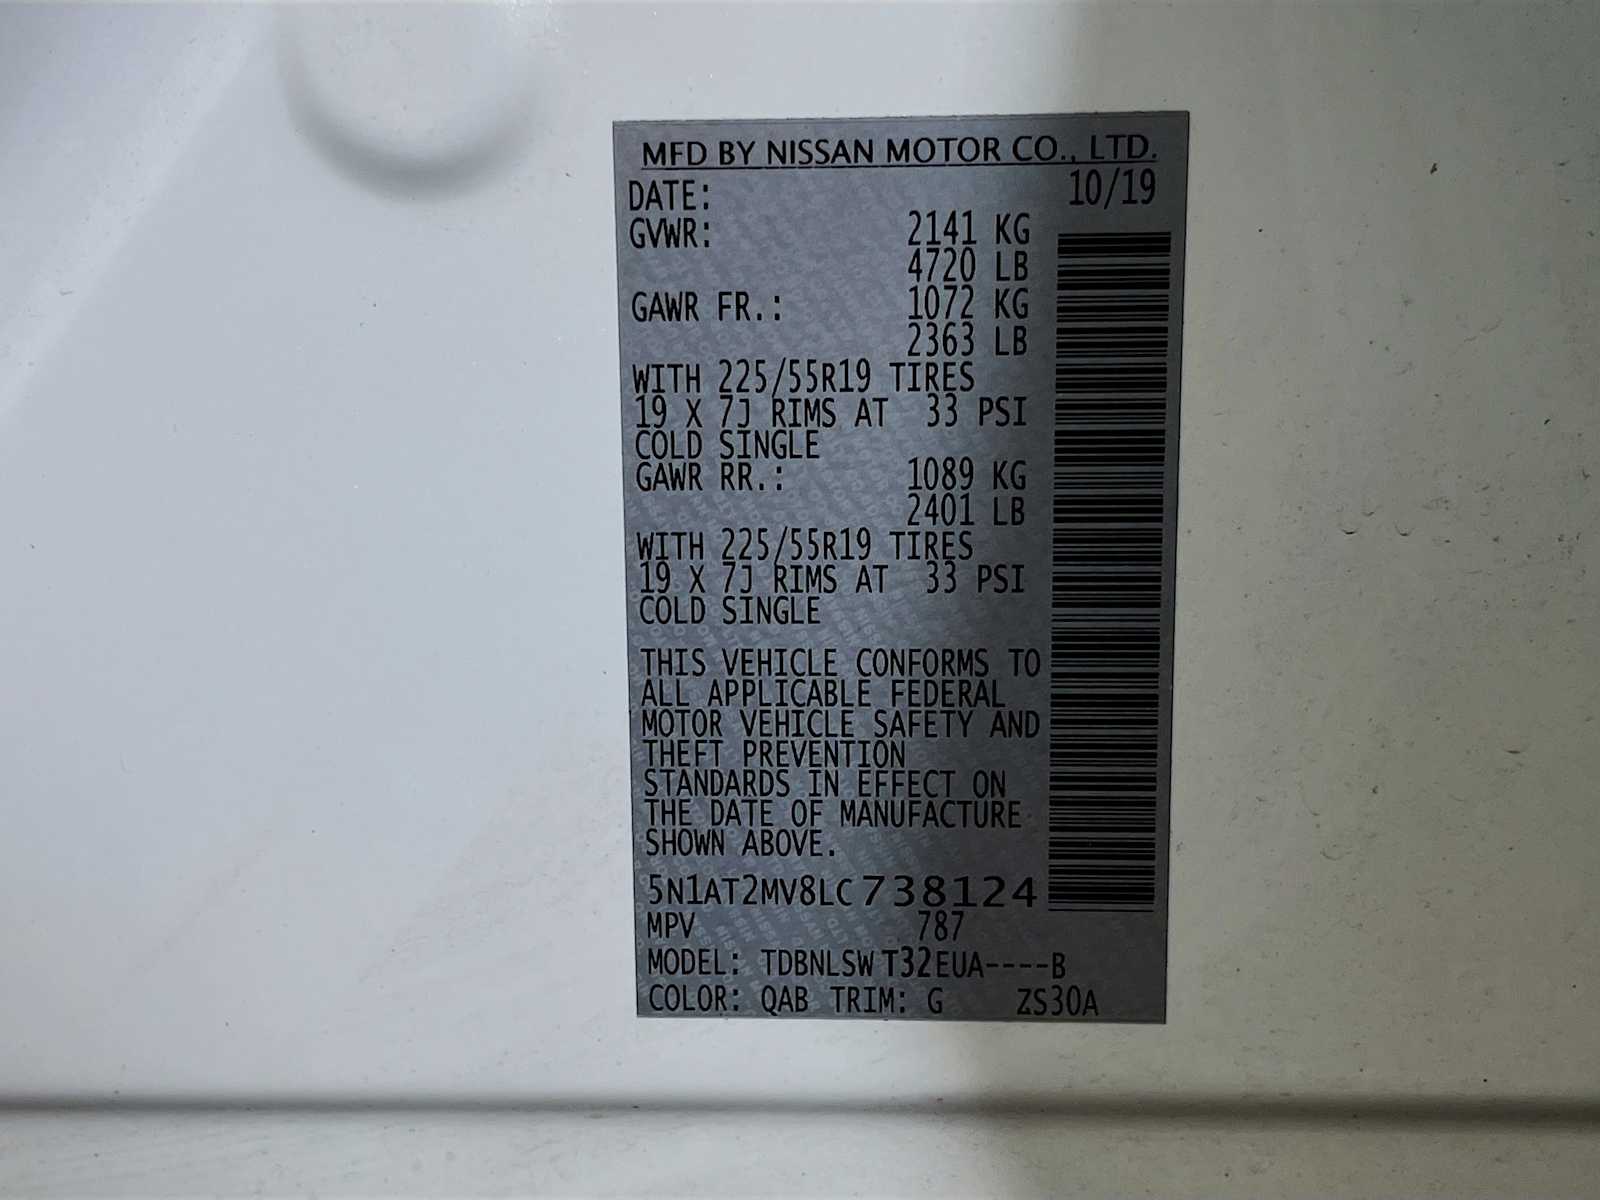 MFD BY NISSAN MOTOR CO., LTD.
DATE: 10/19
GVWR: 2141 KG
4720 LB
GAWR FR.: 1072 KG
2363 LB
WITH 225/55R19 TIRES
19 X 7J RIMS AT 33 PSI
COLD SINGLE
GAWR RR.: 1089 KG
2401 LB
WITH 225/55R19 TIRES
19 X 7J RIMS AT 33 PSI
COLD SINGLE
THIS VEHICLE CONFORMS TO
ALL APPLICABLE FEDERAL
MOTOR VEHICLE SAFETY AND
THEFT PREVENTION
STANDARDS IN EFFECT ON
THE DATE OF MANUFACTURE
SHOWN ABOVE.
5N1AT2MV8LC738124
MPV 787
MODEL: TDBNLSW T32EUA----B
COLOR: QAB TRIM: G ZS30A